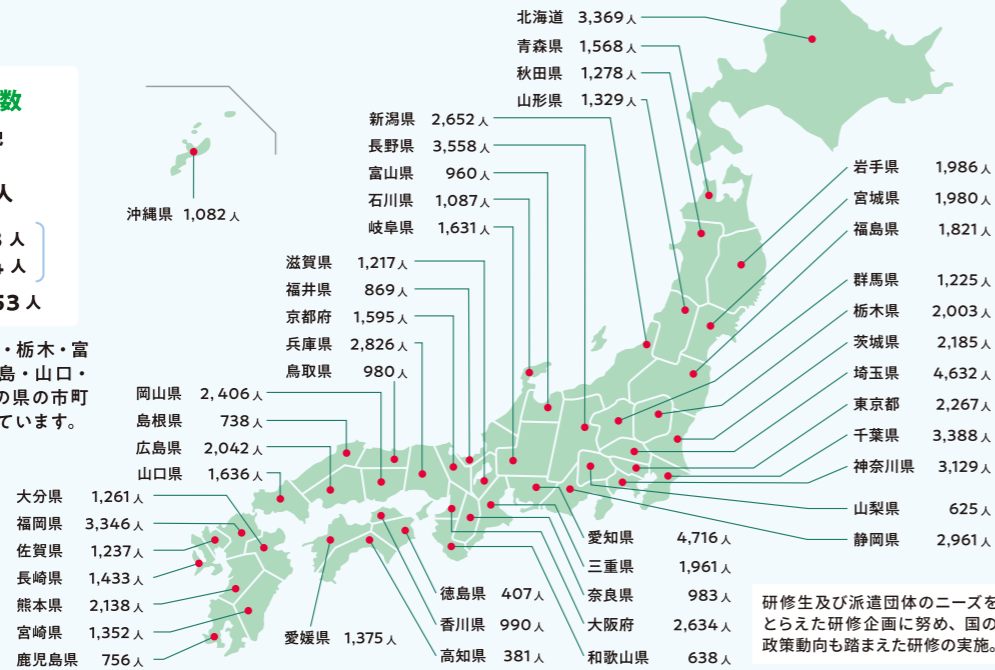 数
人
人
人
53 人
・栃木・富
島・山口・
の県の市町
ています。
北海道 3,369人
青森県 1,568人
秋田県 1,278人
山形県 1,329人
新潟県 2,652人
長野県 3,558人
富山県 960人
石川県 1,087人
岐阜県 1,631人
沖縄県 1,082人
滋賀県 1,217人
福井県 869人
京都府 1,595人
兵庫県 2,826人
鳥取県 980人
岡山県 2,406人
島根県 738人
広島県 2,042人
山口県 1,636人
大分県 1,261人
福岡県 3,346人
佐賀県 1,237人
長崎県 1,433人
熊本県 2,138人
宮崎県 1,352人
鹿児島県 756人
岩手県 1,986人
宮城県 1,980人
福島県 1,821人
群馬県 1,225人
栃木県 2,003人
茨城県 2,185人
埼玉県 4,632人
東京都 2,267人
千葉県 3,388人
神奈川県 3,129人
山梨県 625人
静岡県 2,961人
愛知県 4,716人
三重県 1,961人
奈良県 983人
大阪府 2,634人
和歌山県 638人
徳島県 407人
香川県 990人
高知県 381人
愛媛県 1,375人
研修生及び派遣団体のニーズを
とらえた研修企画に努め、国の
政策動向も踏まえた研修の実施。